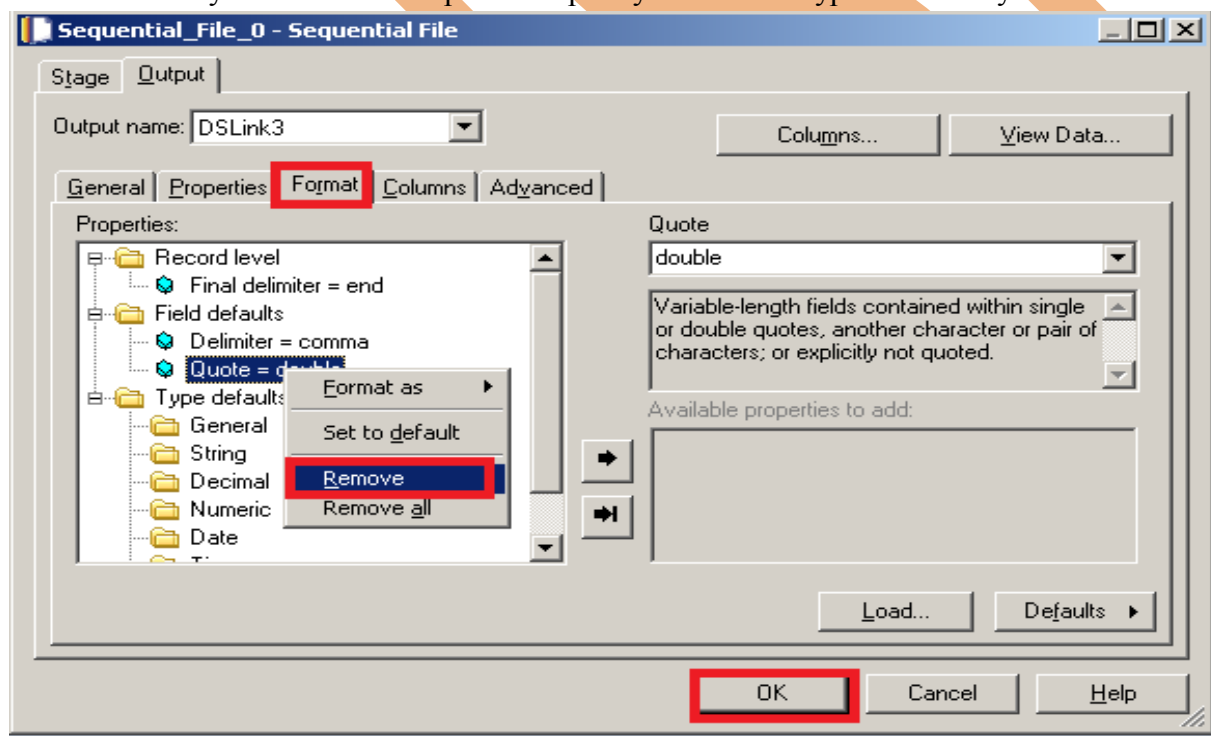 Sequential_File_0 - Sequential File
Stage Output
Output name: DSLink3 Columns... View Data...
General Properties Format Columns Advanced
Properties:
Record level
Final delimiter = end
Field defaults
Delimiter = comma
Quote = double
Type defaults
General
String
Decimal
Numeric
Date
Format as
Set to default
Remove
Remove all
Quote
double
Variable-length fields contained within single
or double quotes, another character or pair of
characters; or explicitly not quoted.
Available properties to add:
Load... Defaults
OK Cancel Help